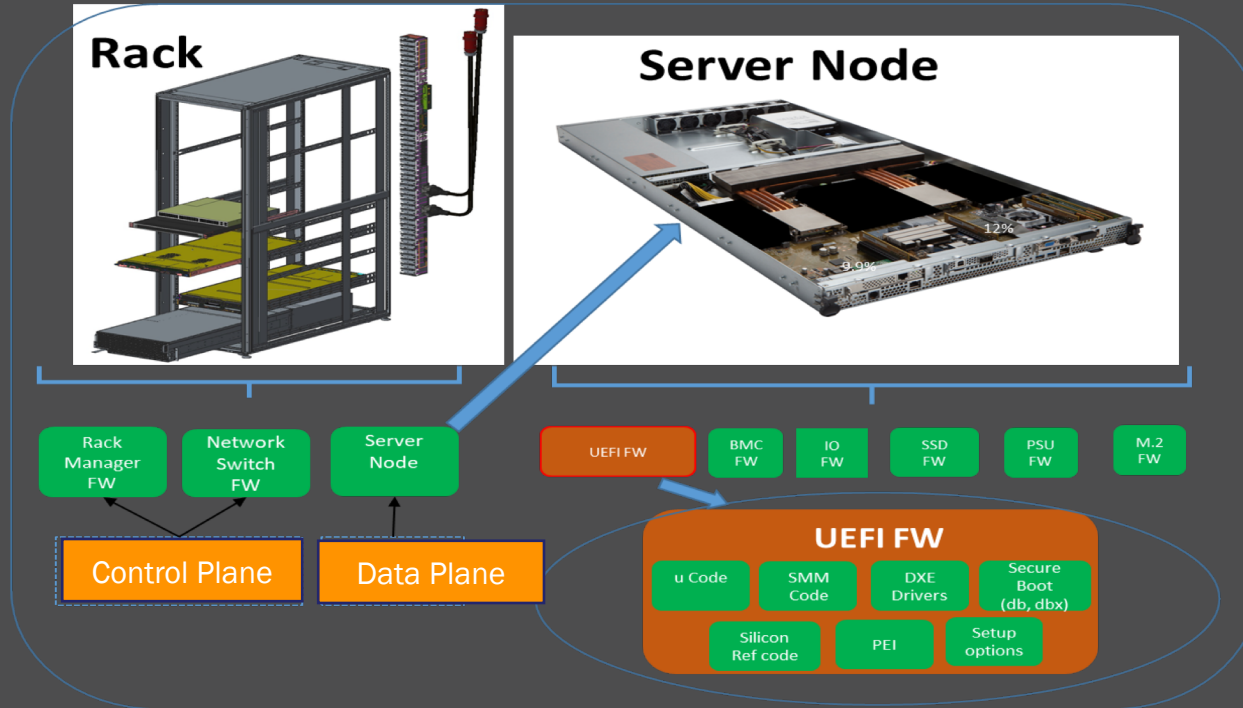 Rack
Server Node
12%
9.9%
Rack
Manager
FW
Network
Switch
FW
Server
Node
UEFI FW
BMC
FW
IO
FW
SSD
FW
PSU
FW
M.2
FW
Control Plane
Data Plane
UEFI FW
u Code
SMM
Code
DXE
Drivers
Secure
Boot
(db, dbx)
Silicon
Ref code
PEI
Setup
options